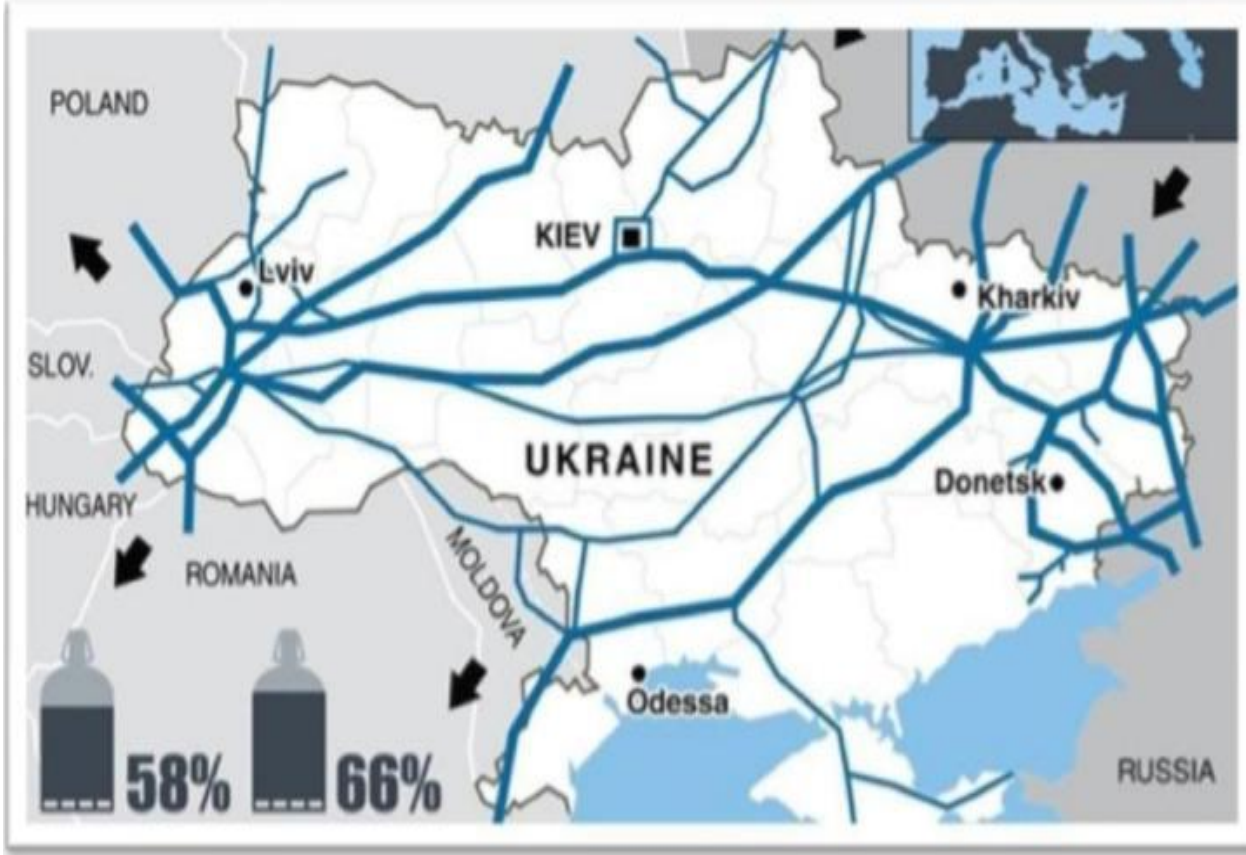 POLAND
KIEV
Lviv
Kharkiv
SLOV.
UKRAINE
Donetsk
HUNGARY
MOLDOVA
ROMANIA
Odessa
58%
66%
RUSSIA